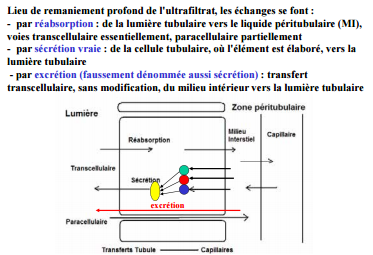 Lieu de remaniement profond de l'ultrafiltrat, les échanges se font :
- par réabsorption : de la lumière tubulaire vers le liquide péritubulaire (MI),
voies transcellulaire essentiellement, paracellulaire partiellement
- par sécrétion vraie : de la cellule tubulaire, où l'élément est élaboré, vers la
lumière tubulaire
- par excrétion (faussement dénommée aussi sécrétion) : transfert
transcellulaire, sans modification, du milieu intérieur vers la lumière tubulaire
Lumière
Zone péritubulaire
Réabsorption
Milieu
Interstiel
Capillaire
Transcellulaire
Sécrétion
excrétion
Paracellulaire
Transferts Tubule
Capillaires